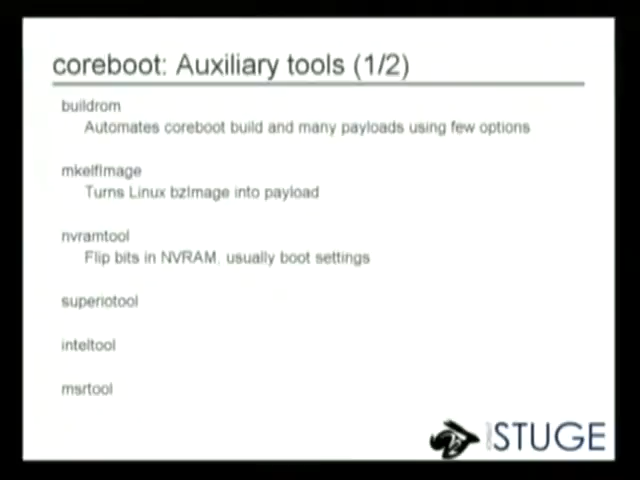 coreboot: Auxiliary tools (1/2)
buildrom
Automates coreboot build and many payloads using few options
mkelfImage
Turns Linux bzImage into payload
nvramtool
Flip bits in NVRAM, usually boot settings
superiotool
inteltool
msrtool
STUGE